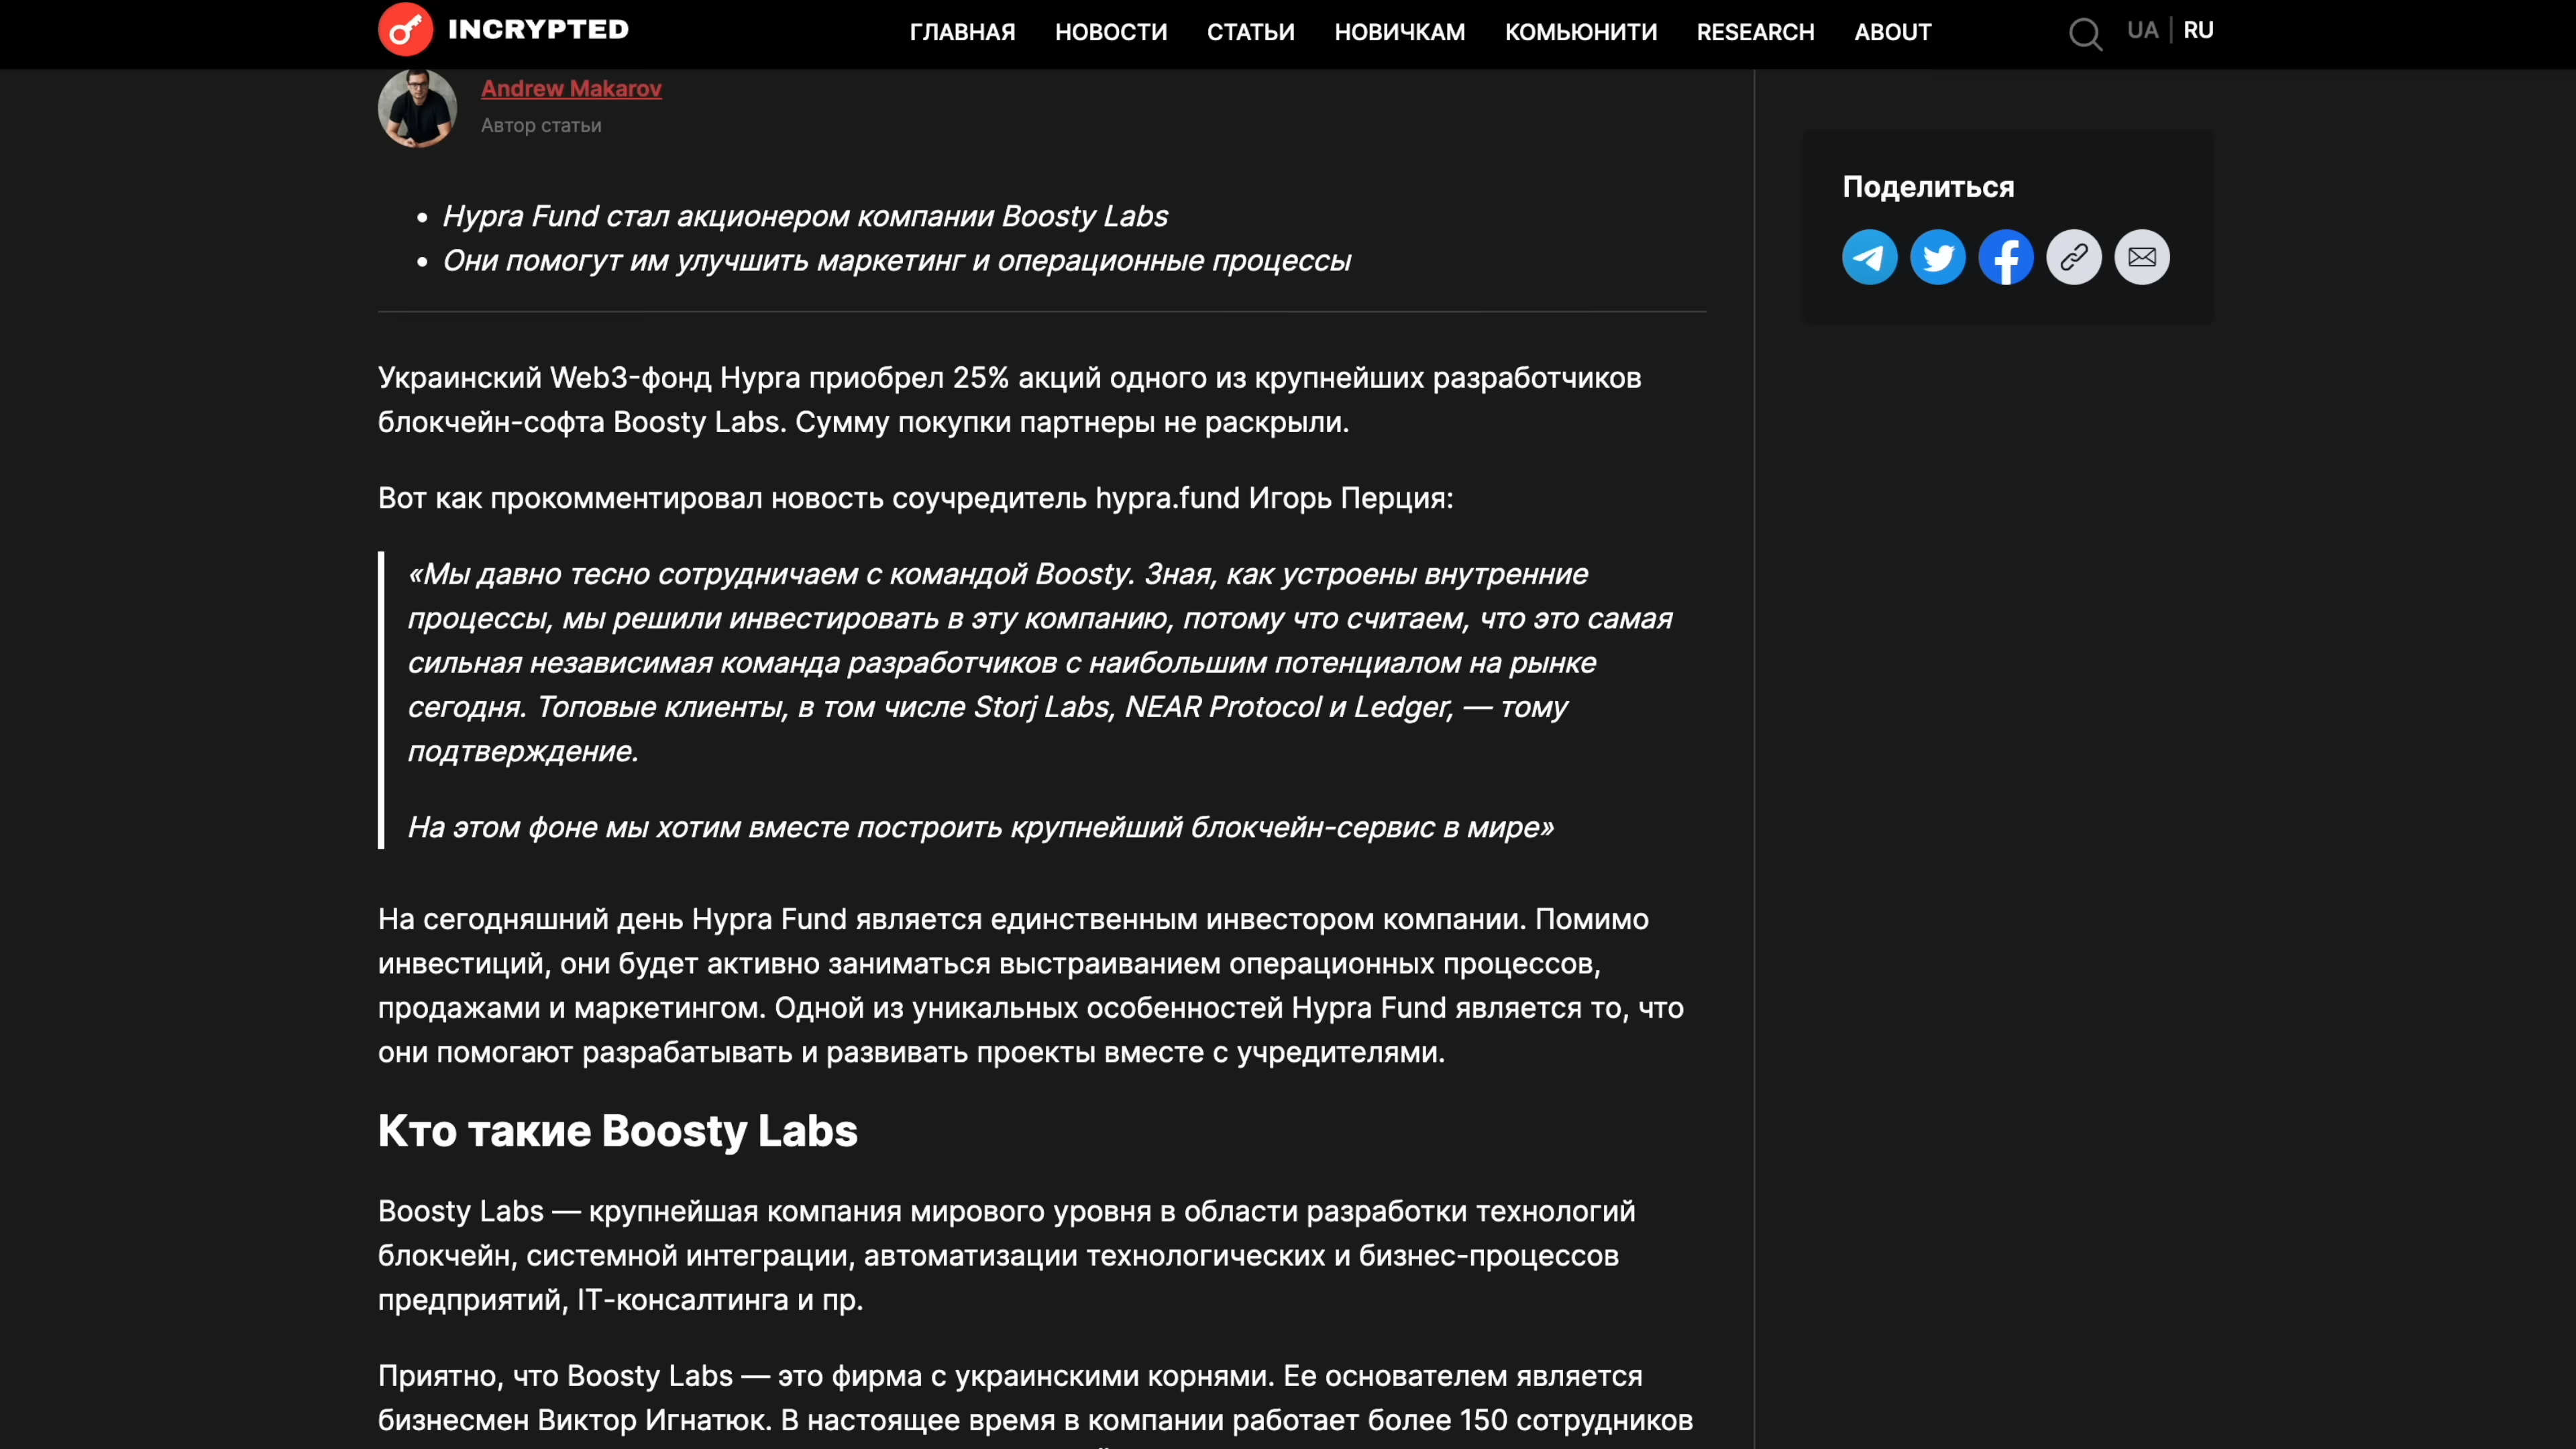 INCRYPTED
ГЛАВНАЯ НОВОСТИ СТАТЬИ НОВИЧКАМ КОМЬЮНИТИ RESEARCH ABOUT
UA | RU
Andrew Makarov
Автор статьи
• Hypra Fund стал акционером компании Boosty Labs
• Они помогут им улучшить маркетинг и операционные процессы
Поделиться
Украинский Web3-фонд Hypra приобрел 25% акций одного из крупнейших разработчиков
блокчейн-софта Boosty Labs. Сумму покупки партнеры не раскрыли.
Вот как прокомментировал новость соучредитель hypra.fund Игорь Перция:
«Мы давно тесно сотрудничаем с командой Boosty. Зная, как устроены внутренние
процессы, мы решили инвестировать в эту компанию, потому что считаем, что это самая
сильная независимая команда разработчиков с наибольшим потенциалом на рынке
сегодня. Топовые клиенты, в том числе Storj Labs, NEAR Protocol и Ledger, — тому
подтверждение.
На этом фоне мы хотим вместе построить крупнейший блокчейн-сервис в мире»
На сегодняшний день Hypra Fund является единственным инвестором компании. Помимо
инвестиций, они будет активно заниматься выстраиванием операционных процессов,
продажами и маркетингом. Одной из уникальных особенностей Hypra Fund является то, что
они помогают разрабатывать и развивать проекты вместе с учредителями.
Кто такие Boosty Labs
Boosty Labs — крупнейшая компания мирового уровня в области разработки технологий
блокчейн, системной интеграции, автоматизации технологических и бизнес-процессов
предприятий, IT-консалтинга и пр.
Приятно, что Boosty Labs — это фирма с украинскими корнями. Ее основателем является
бизнесмен Виктор Игнатюк. В настоящее время в компании работает более 150 сотрудников